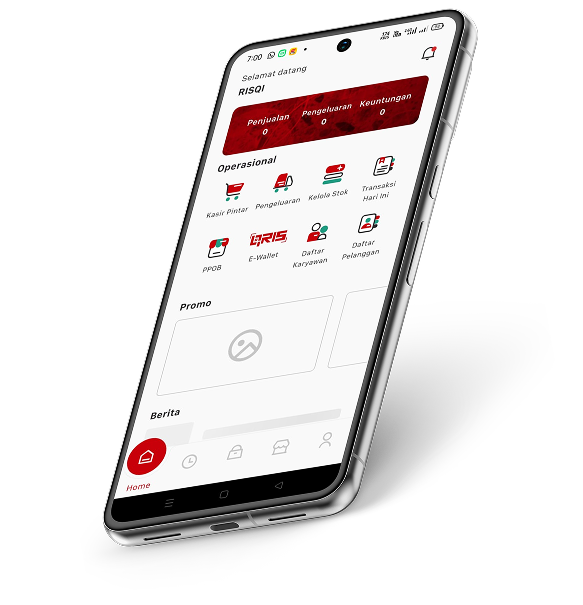 7:00
Selamat datang
RISQI
Penjualan Pengeluaran Keuntungan
0 0 0
Operasional
Kasir Pintar Pengeluaran Kelola Stok Transaksi Hari Ini
QRIS
PPOB E-Wallet Daftar Karyawan Daftar Pelanggan
Promo
Berita
Home